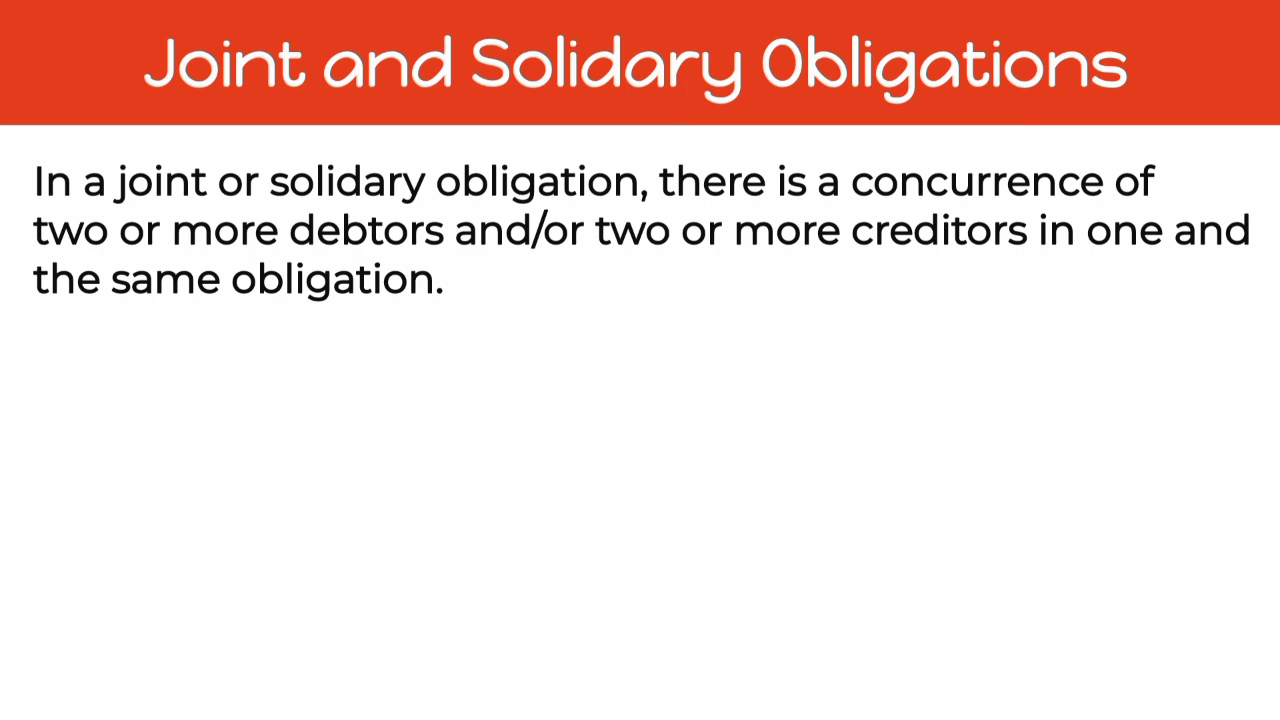 Joint and Solidary Obligations
In a joint or solidary obligation, there is a concurrence of
two or more debtors and/or two or more creditors in one and
the same obligation.